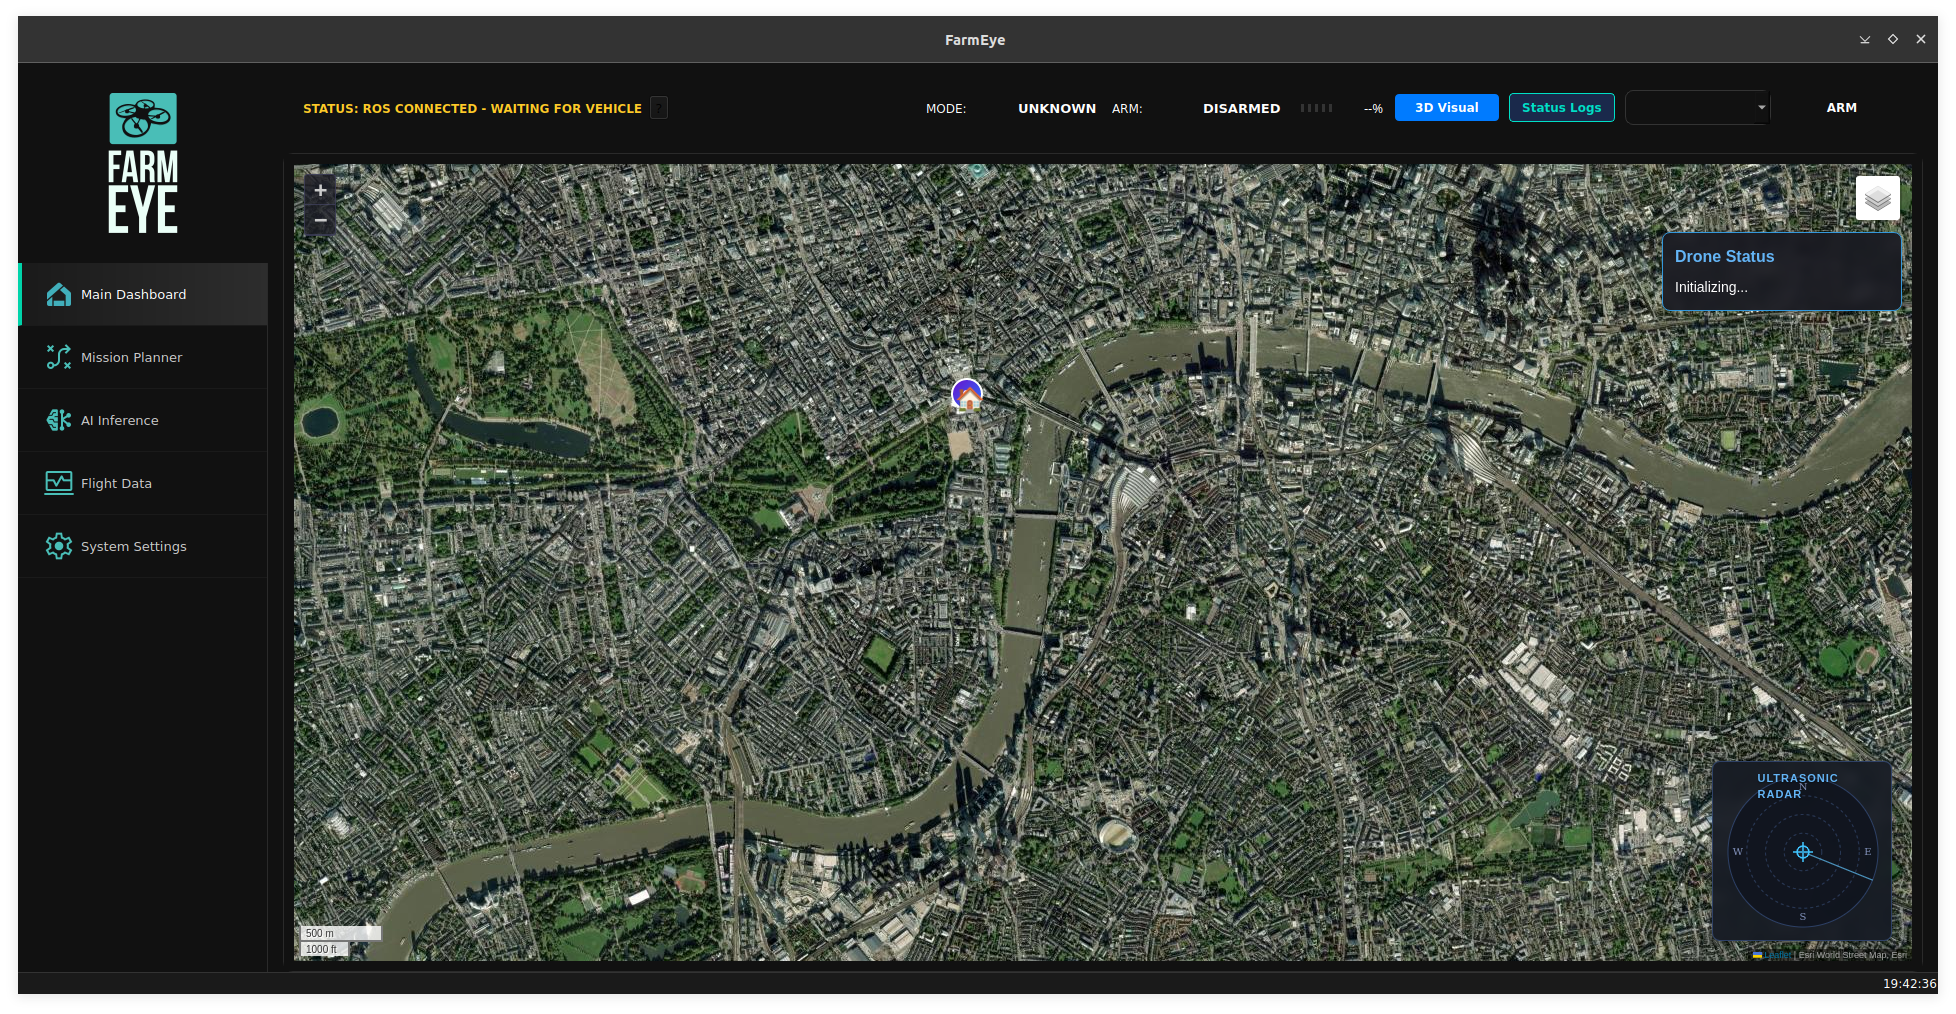 FarmEye
FARM
EYE
STATUS: ROS CONNECTED - WAITING FOR VEHICLE
MODE: UNKNOWN ARM: DISARMED --% 3D Visual Status Logs ARM
Main Dashboard
Mission Planner
AI Inference
Flight Data
System Settings
+
−
Drone Status
Initializing...
ULTRASONIC
RADAR
N
W
E
S
500 m
1000 ft
Leaflet | Esri World Street Map, Esri
19:42:36